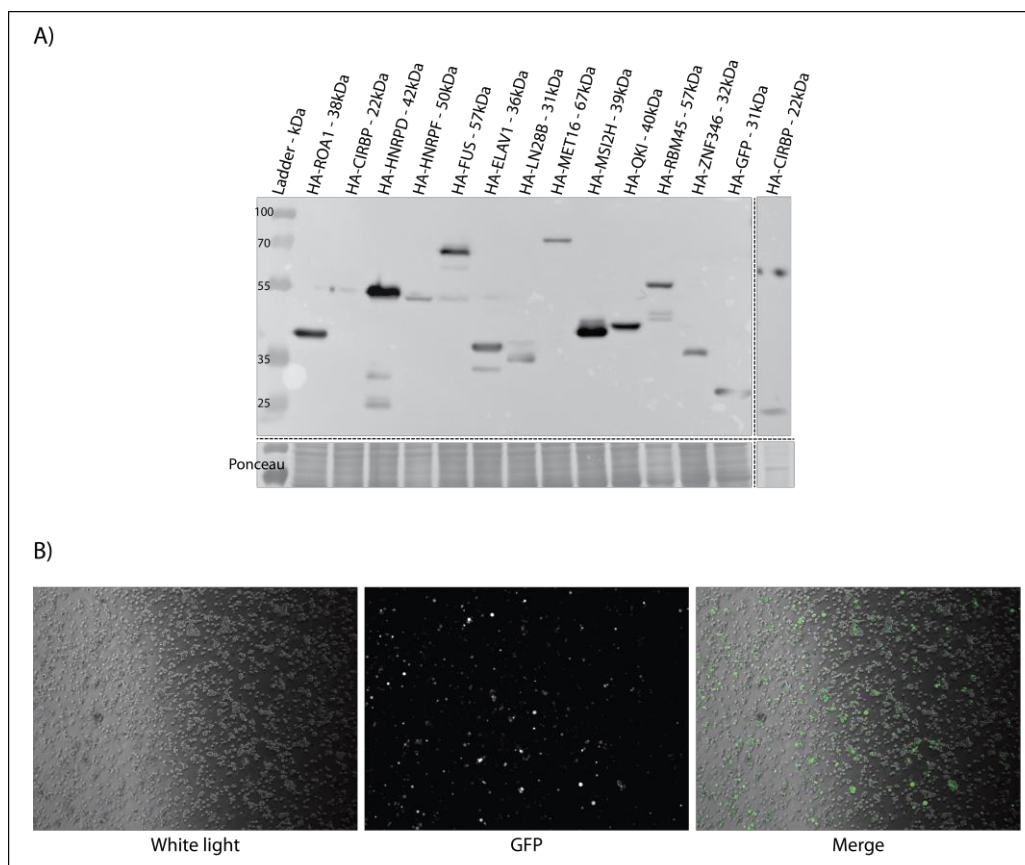 A)
Ladder - kDa
HA-ROA1 - 38kDa
HA-CIRBP - 22kDa
HA-HNRPD - 42kDa
HA-HNRPF - 50kDa
HA-FUS - 57kDa
HA-ELAV1 - 36kDa
HA-LN28B - 31kDa
HA-MET16 - 67kDa
HA-MSI2H - 39kDa
HA-QKI - 40kDa
HA-RBM45 - 57kDa
HA-ZNF346 - 32kDa
HA-GFP - 31kDa
HA-CIRBP - 22kDa
100
70
55
35
25
Ponceau
B)
White light
GFP
Merge